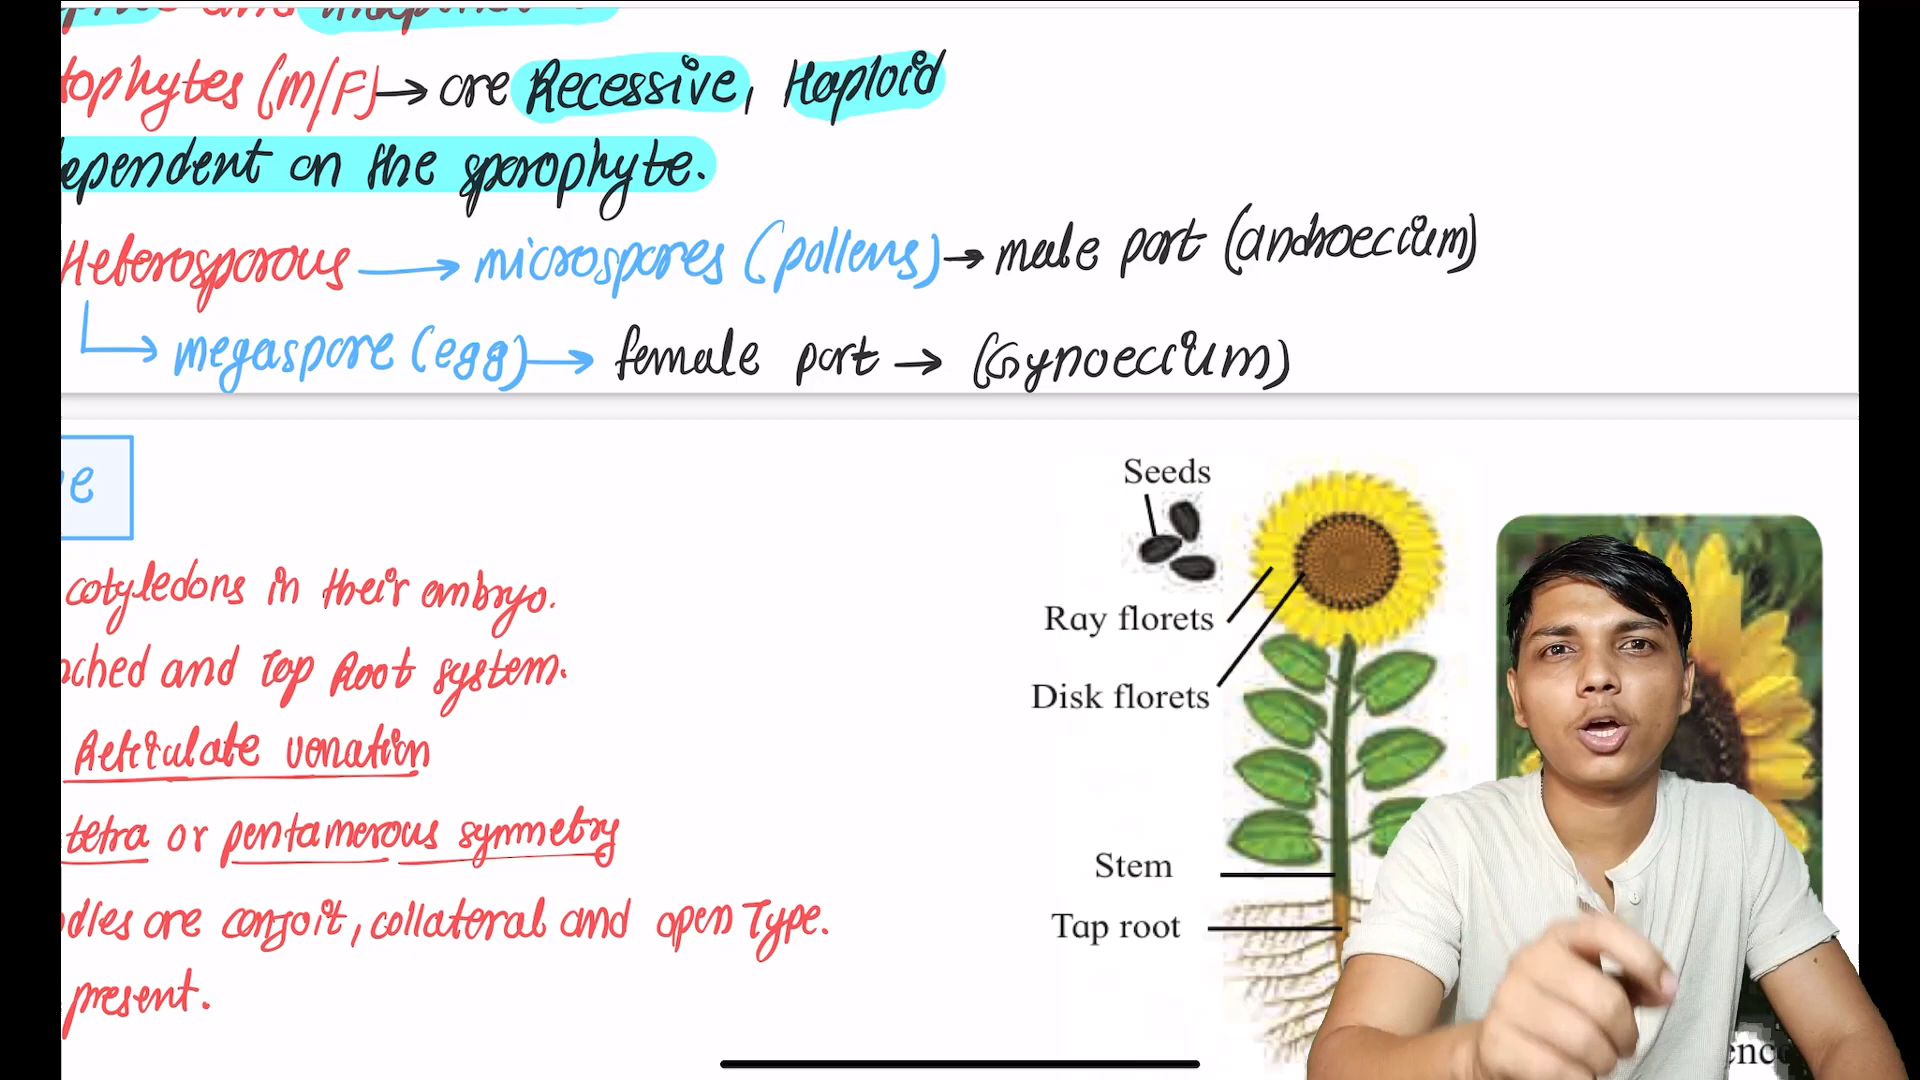 tophytes (M/F) → are Recessive, Haploid
ependent on the sporophyte.
Heterosporous → microspores (pollens) → male part (androecium)
→ megaspore (egg) → female part → (Gynoecium)
e
cotyledons in their embryo.
ched and Tap Root system.
Reticulate venation
tetra or pentamerous symmetry
dles are conjoit, collateral and open Type.
present.
Seeds
Ray florets
Disk florets
Stem
Tap root